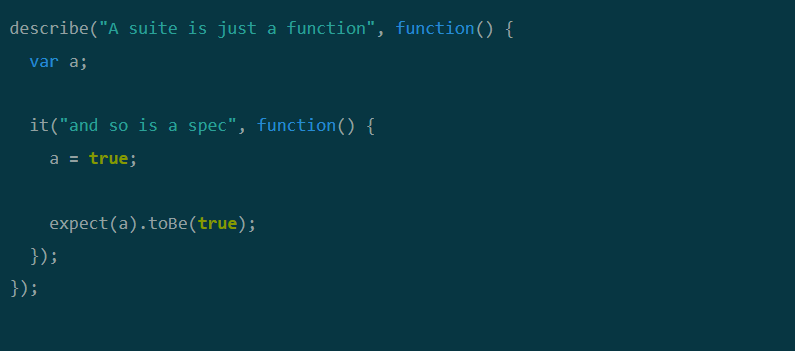 describe("A suite is just a function", function() {
  var a;

  it("and so is a spec", function() {
    a = true;

    expect(a).toBe(true);
  });
});